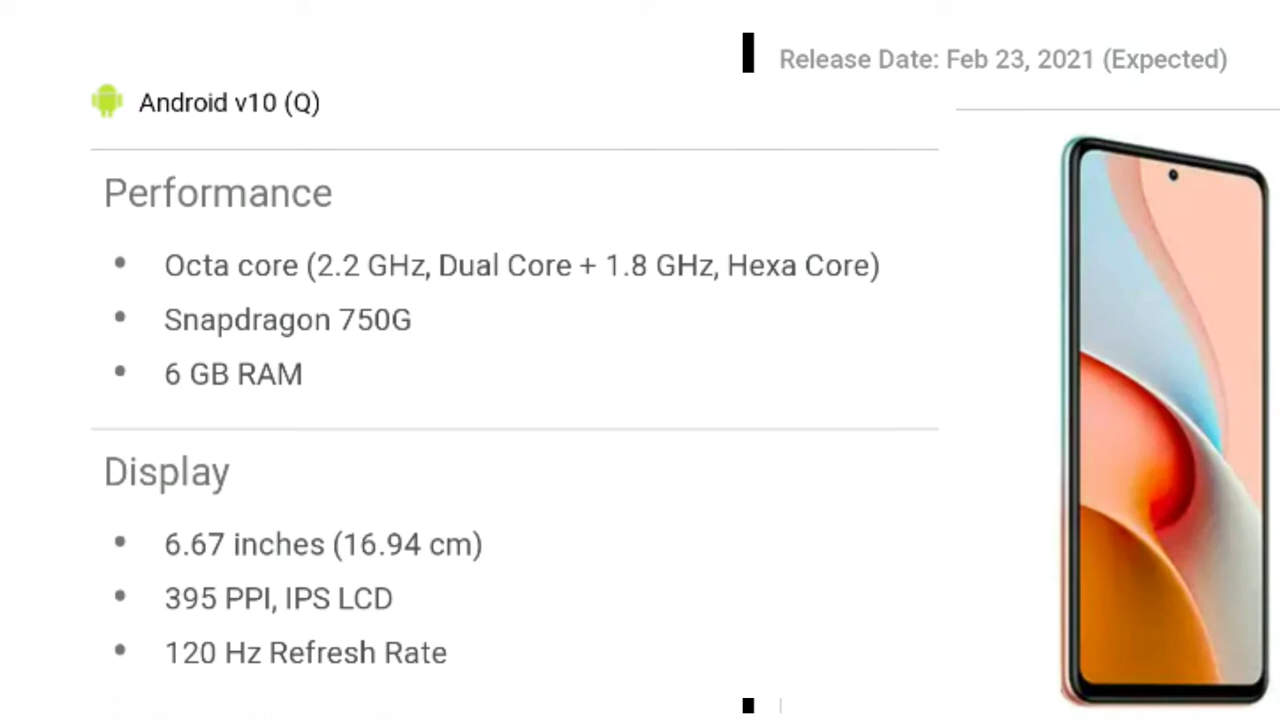 Release Date: Feb 23, 2021 (Expected)
Android v10 (Q)
Performance
• Octa core (2.2 GHz, Dual Core + 1.8 GHz, Hexa Core)
• Snapdragon 750G
• 6 GB RAM
Display
• 6.67 inches (16.94 cm)
• 395 PPI, IPS LCD
• 120 Hz Refresh Rate